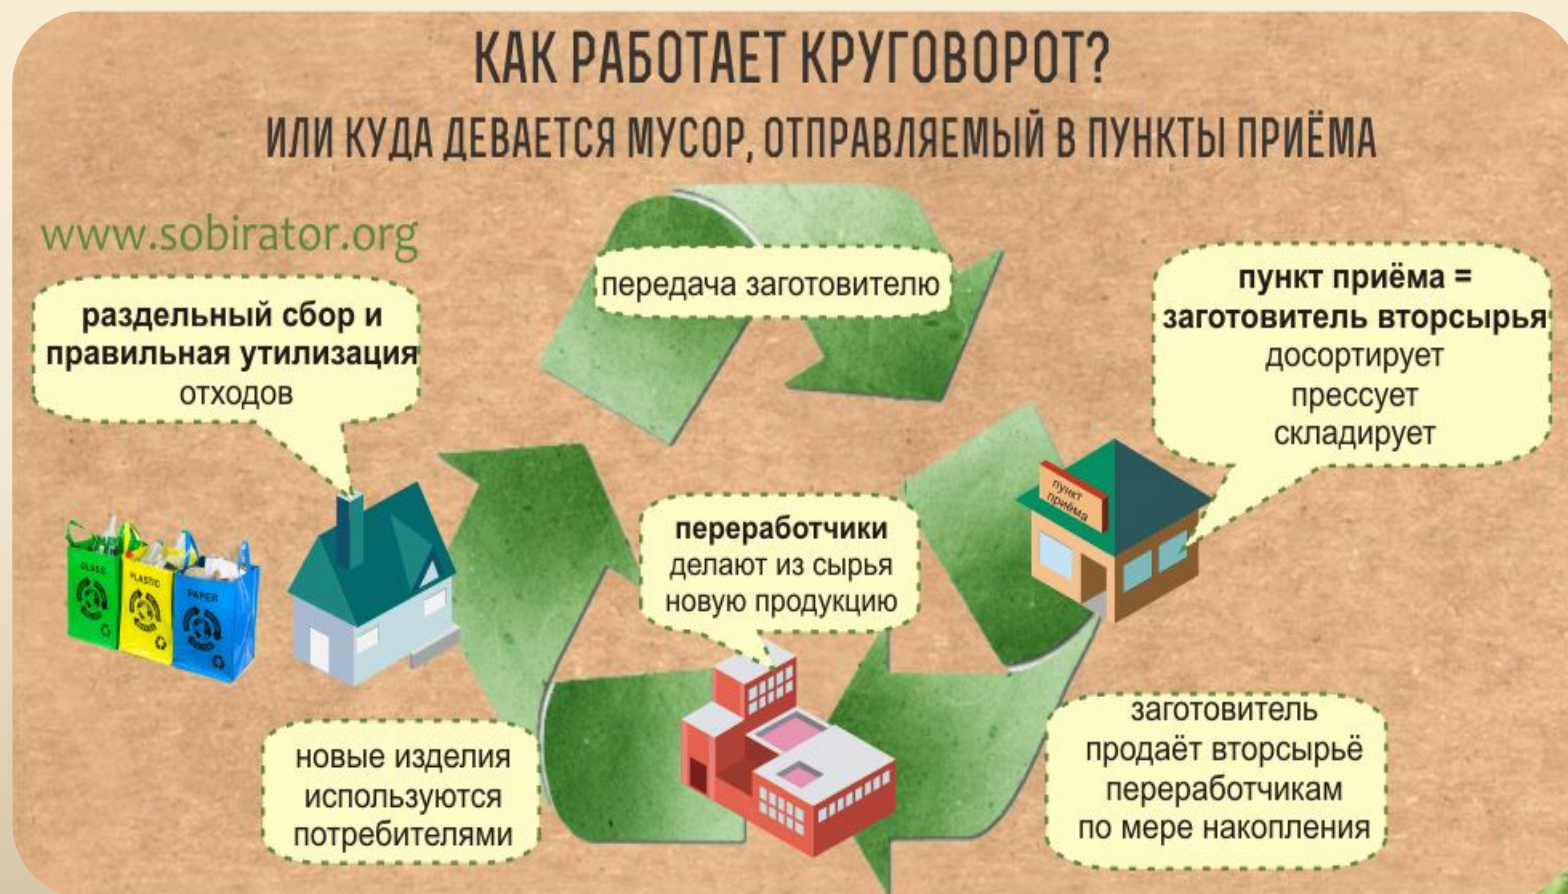 КАК РАБОТАЕТ КРУГОВОРОТ?
ИЛИ КУДА ДЕВАЕТСЯ МУСОР, ОТПРАВЛЯЕМЫЙ В ПУНКТЫ ПРИЁМА
www.sobirator.org
раздельный сбор и
правильная утилизация
отходов
передача заготовителю
пункт приёма =
заготовитель вторсырья
досортирует
прессует
складирует
пункт
приёма
переработчики
делают из сырья
новую продукцию
GLASS
PLASTIC
PAPER
новые изделия
используются
потребителями
заготовитель
продаёт вторсырьё
переработчикам
по мере накопления